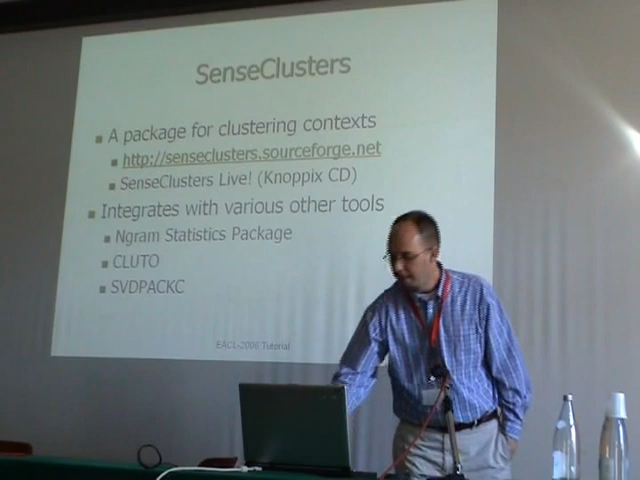 SenseClusters
A package for clustering contexts
http://senseclusters.sourceforge.net
SenseClusters Live! (Knoppix CD)
Integrates with various other tools
Ngram Statistics Package
CLUTO
SVDPACKC
EACL-2006 Tutorial